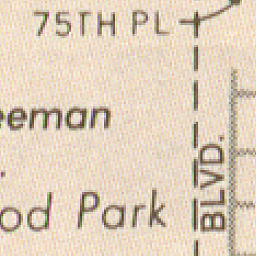 75TH PL
eeman
od Park
BLVD.